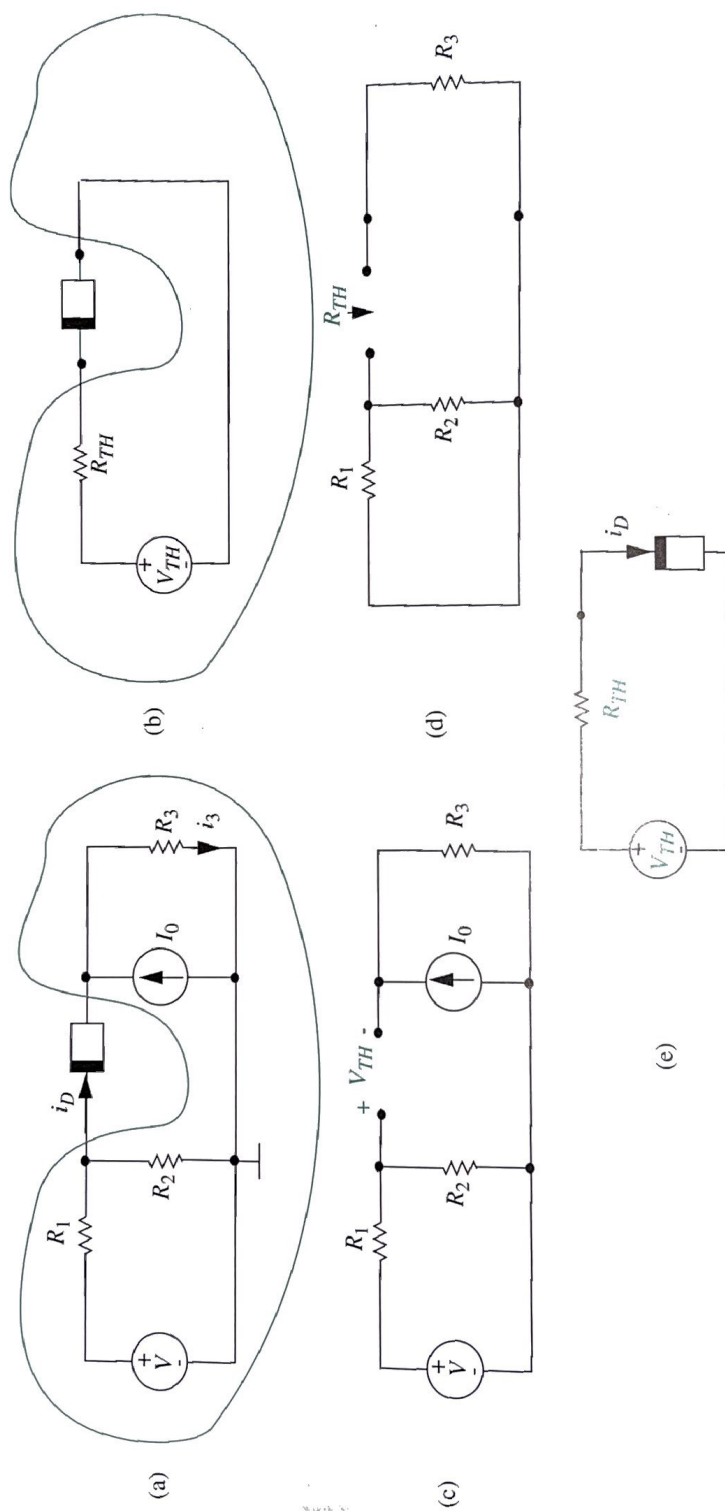 (a)
V
+
-
R1
R2
iD
I0
R3
i3
(b)
VTH
+
-
RTH
(c)
V
+
-
R1
R2
+ VTH -
I0
R3
(d)
R1
R2
RTH
R3
(e)
VTH
+
-
RTH
iD